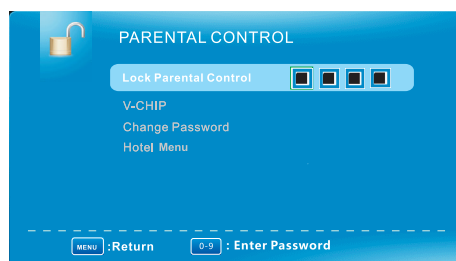 PARENTAL CONTROL
Lock Parental Control
V-CHIP
Change Password
Hotel Menu
MENU :Return 0-9 : Enter Password